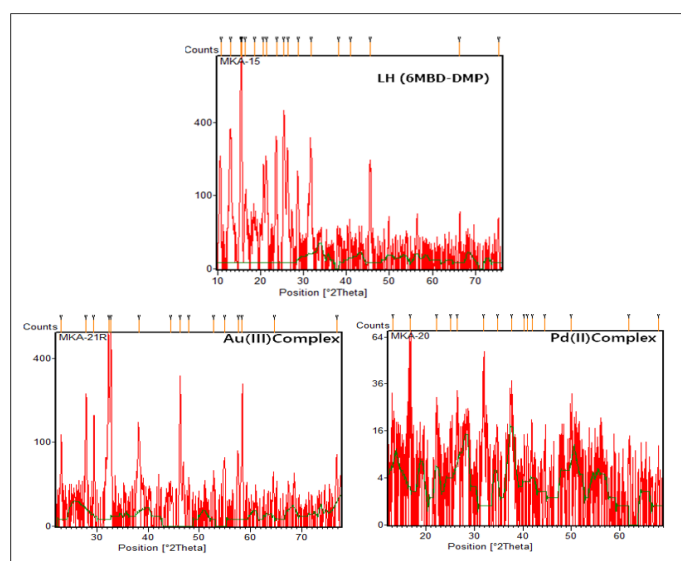 Counts
MKA-15
LH (6MBD-DMP)
400
100
0
10 20 30 40 50 60 70
Position [°2Theta]
Counts
MKA-21R
Au(III)Complex
400
100
0
30 40 50 60 70
Position [°2Theta]
Counts
MKA-20
Pd(II)Complex
64
36
16
4
0
20 30 40 50 60
Position [°2Theta]